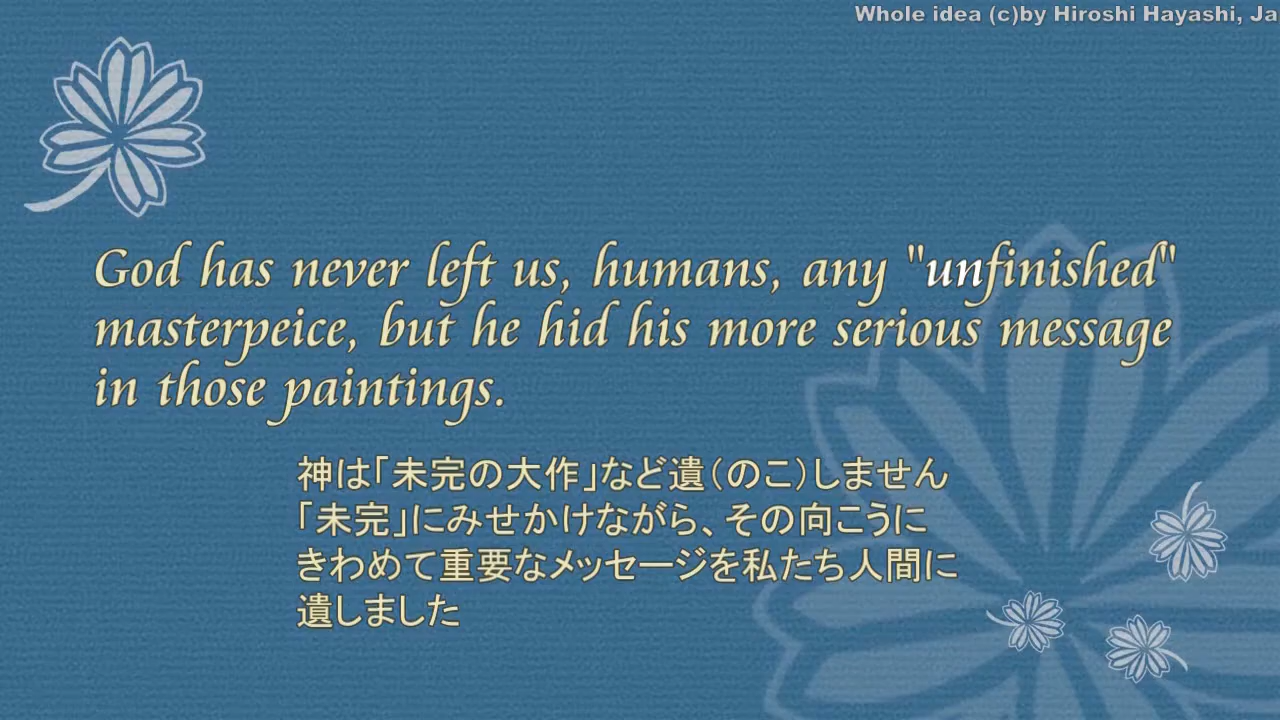 Whole idea (c)by Hiroshi Hayashi, Ja
God has never left us, humans, any "unfinished"
masterpeice, but he hid his more serious message
in those paintings.
神は「未完の大作」など遺（のこ）しません
「未完」にみせかけながら、その向こうに
きわめて重要なメッセージを私たち人間に
遺しました